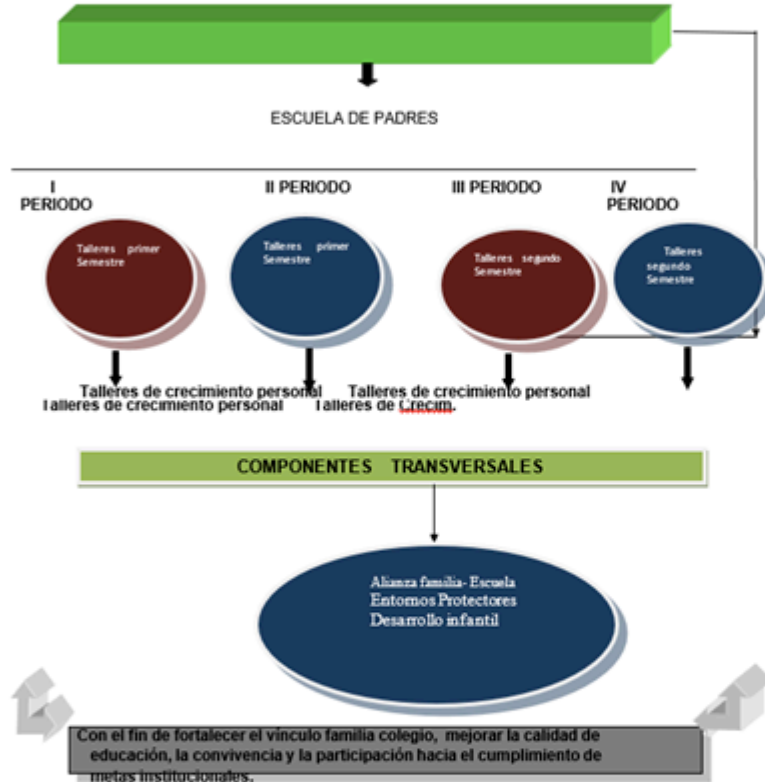 ESCUELA DE PADRES
I
PERIODO
II PERIODO
III PERIODO
IV
PERIODO
Talleres primer
Semestre
Talleres primer
Semestre
Talleres segundo
Semestre
Talleres
segundo
Semestre
Talleres de crecimiento personal Talleres de crecimiento personal
Talleres de crecimiento personal Talleres de Crecim.
COMPONENTES TRANSVERSALES
Alianza familia- Escuela
Entornos Protectores
Desarrollo infantil
Con el fin de fortalecer el vínculo familia colegio, mejorar la calidad de
educación, la convivencia y la participación hacia el cumplimiento de
metas institucionales.